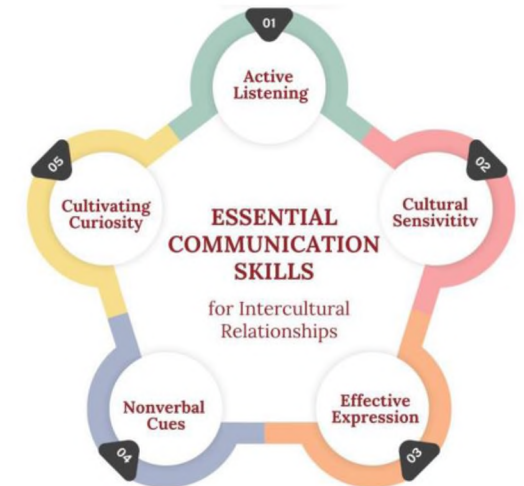 01
Active
Listening
02
Cultural
Sensivititv
03
Effective
Expression
04
Nonverbal
Cues
05
Cultivating
Curiosity
ESSENTIAL
COMMUNICATION
SKILLS
for Intercultural
Relationships